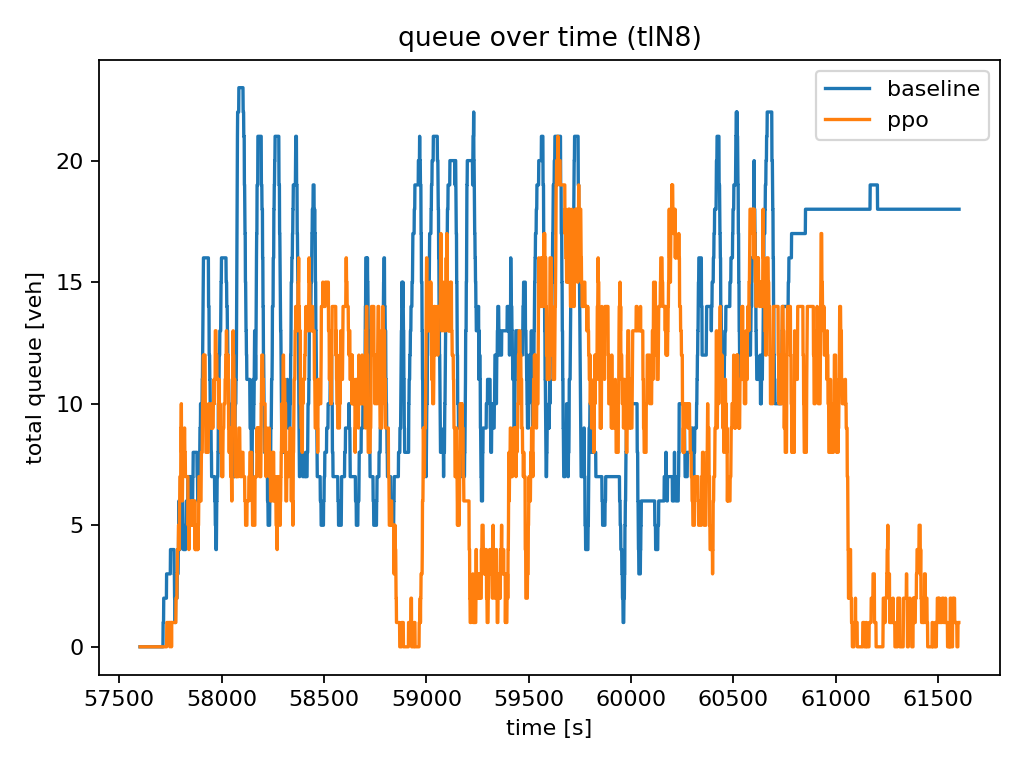 queue over time (tlN8)
baseline
ppo
total queue [veh]
20
15
10
5
0
57500 58000 58500 59000 59500 60000 60500 61000 61500
time [s]